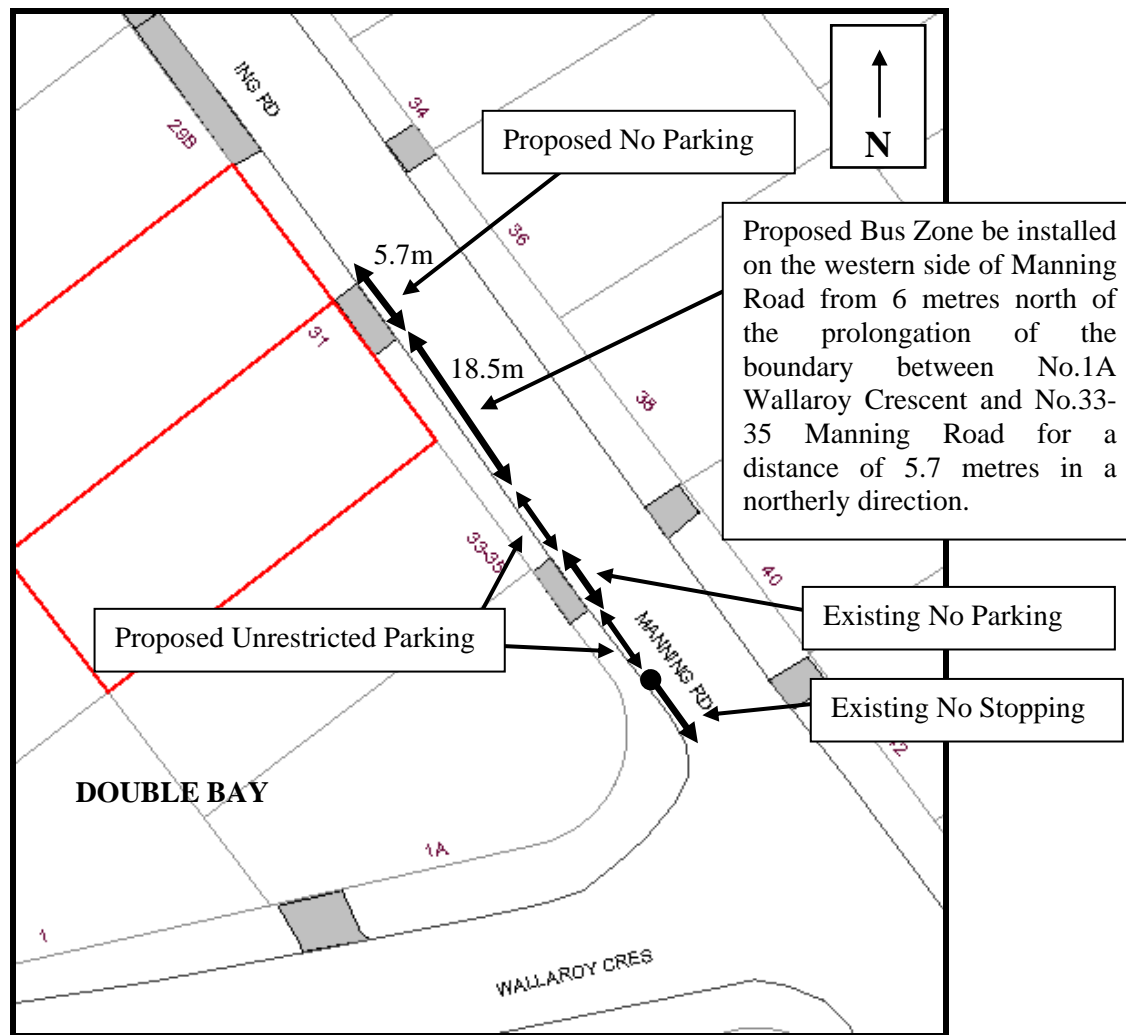 ING RD
34
29B
Proposed No Parking
N
36
5.7m
Proposed Bus Zone be installed
on the western side of Manning
Road from 6 metres north of
the prolongation of the
boundary between No.1A
Wallaroy Crescent and No.33-
35 Manning Road for a
distance of 5.7 metres in a
northerly direction.
31
18.5m
38
33-35
40
Existing No Parking
Proposed Unrestricted Parking
MANNING RD
Existing No Stopping
42
DOUBLE BAY
1A
1
WALLAROY CRES